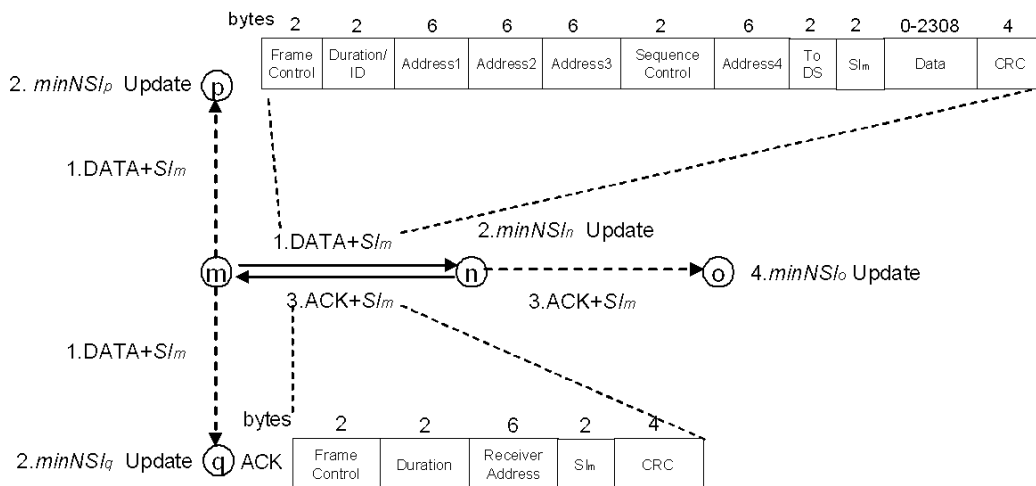 bytes 2 2 6 6 6 2 6 2 2 0-2308 4
Frame Control Duration/ ID Address1 Address2 Address3 Sequence Control Address4 To DS SIm Data CRC
2. minNSIp Update p
1.DATA+SIm
1.DATA+SIm
2.minNSIn Update
m n o 4.minNSIo Update
3.ACK+SIm 3.ACK+SIm
1.DATA+SIm
bytes 2 2 6 2 4
2.minNSIq Update q ACK Frame Control Duration Receiver Address SIm CRC